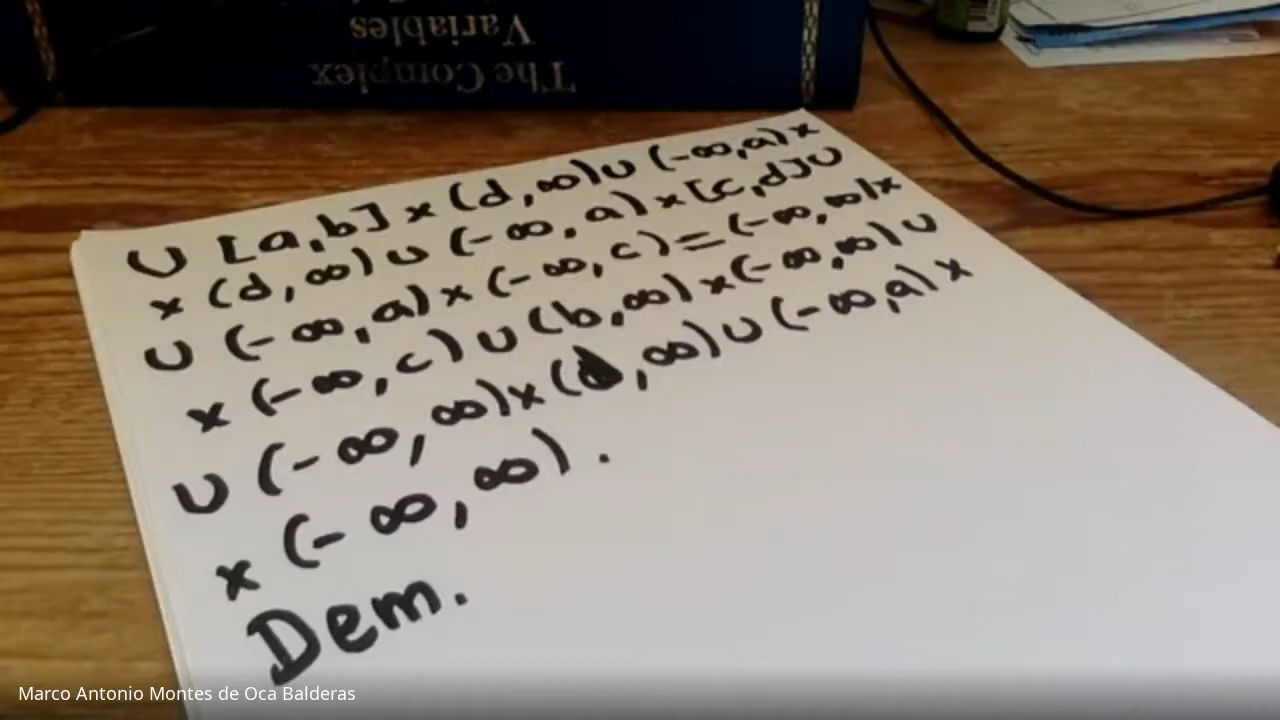 The Complex
Variables
∪ [a,b] × (d,∞) ∪ (-∞,a) ×
× (d,∞) ∪ (-∞,a) × [c,d] ∪
∪ (-∞,a) × (-∞,c) = (-∞,∞) ×
× (-∞,c) ∪ (b,∞) × (-∞,∞) ∪
∪ (-∞,∞) × (d,∞) ∪ (-∞,a) ×
× (-∞,∞).
Dem.
Marco Antonio Montes de Oca Balderas